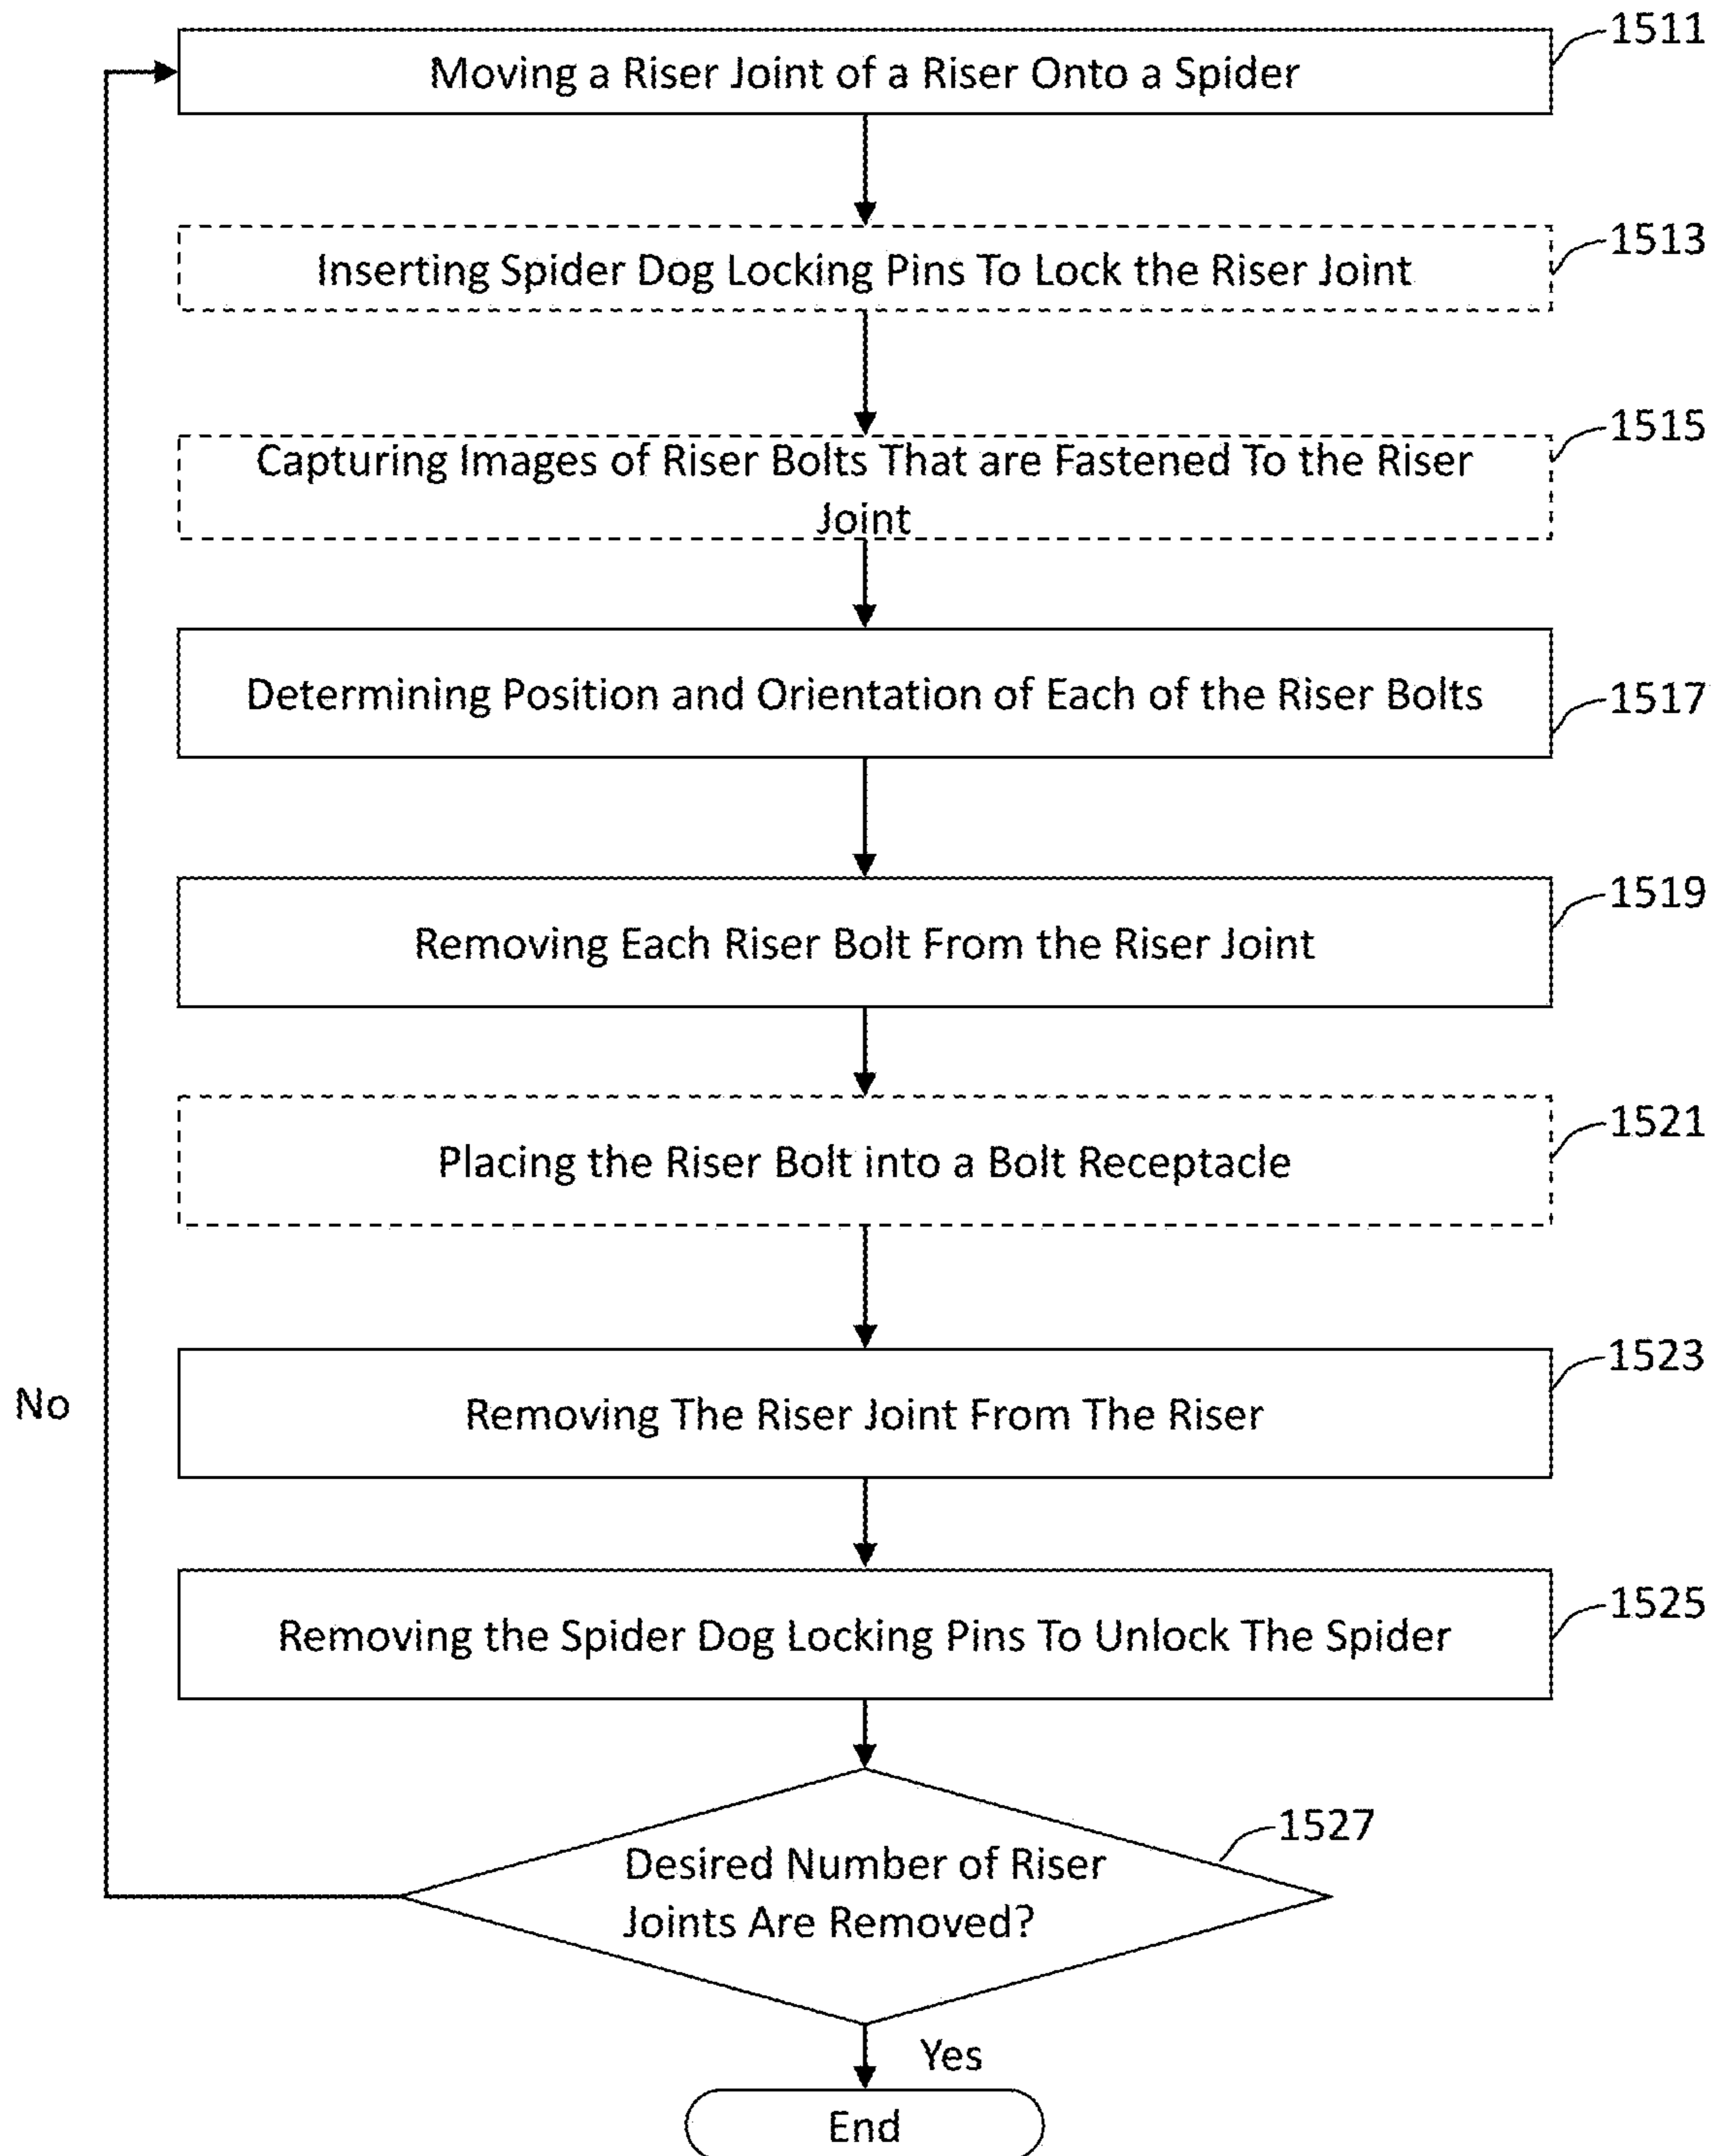 1511
Moving a Riser Joint of a Riser Onto a Spider
1513
Inserting Spider Dog Locking Pins To Lock the Riser Joint
1515
Capturing Images of Riser Bolts That are Fastened To the Riser
Joint
1517
Determining Position and Orientation of Each of the Riser Bolts
1519
Removing Each Riser Bolt From the Riser Joint
1521
Placing the Riser Bolt into a Bolt Receptacle
1523
Removing The Riser Joint From The Riser
No
1525
Removing the Spider Dog Locking Pins To Unlock The Spider
1527
Desired Number of Riser
Joints Are Removed?
Yes
End